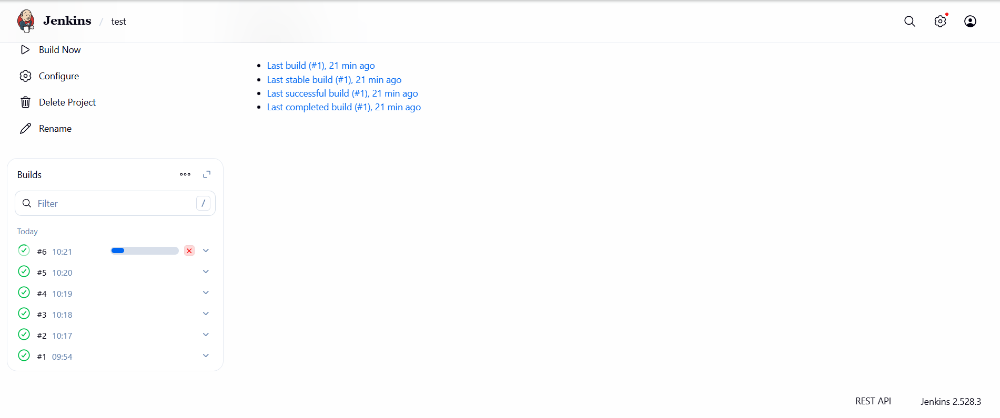 Jenkins / test
Build Now
Configure
Delete Project
Rename
Last build (#1), 21 min ago
Last stable build (#1), 21 min ago
Last successful build (#1), 21 min ago
Last completed build (#1), 21 min ago
Builds
Filter /
Today
#6 10:21
#5 10:20
#4 10:19
#3 10:18
#2 10:17
#1 09:54
REST API Jenkins 2.528.3